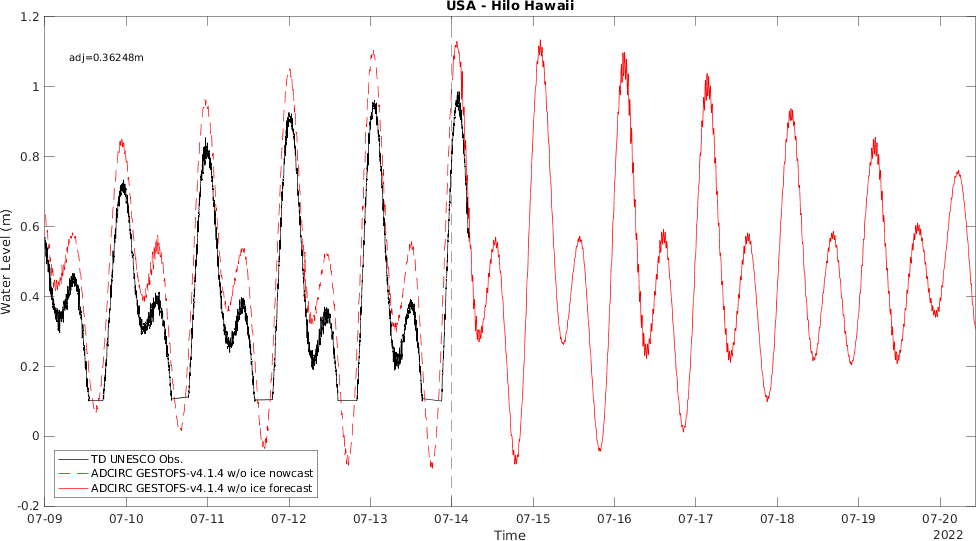 USA - Hilo Hawaii
adj=0.36248m
1.2
1
0.8
0.6
0.4
0.2
0
-0.2
Water Level (m)
TD UNESCO Obs.
ADCIRC GESTOFS-v4.1.4 w/o ice nowcast
ADCIRC GESTOFS-v4.1.4 w/o ice forecast
07-09 07-10 07-11 07-12 07-13 07-14 07-15 07-16 07-17 07-18 07-19 07-20
Time
2022